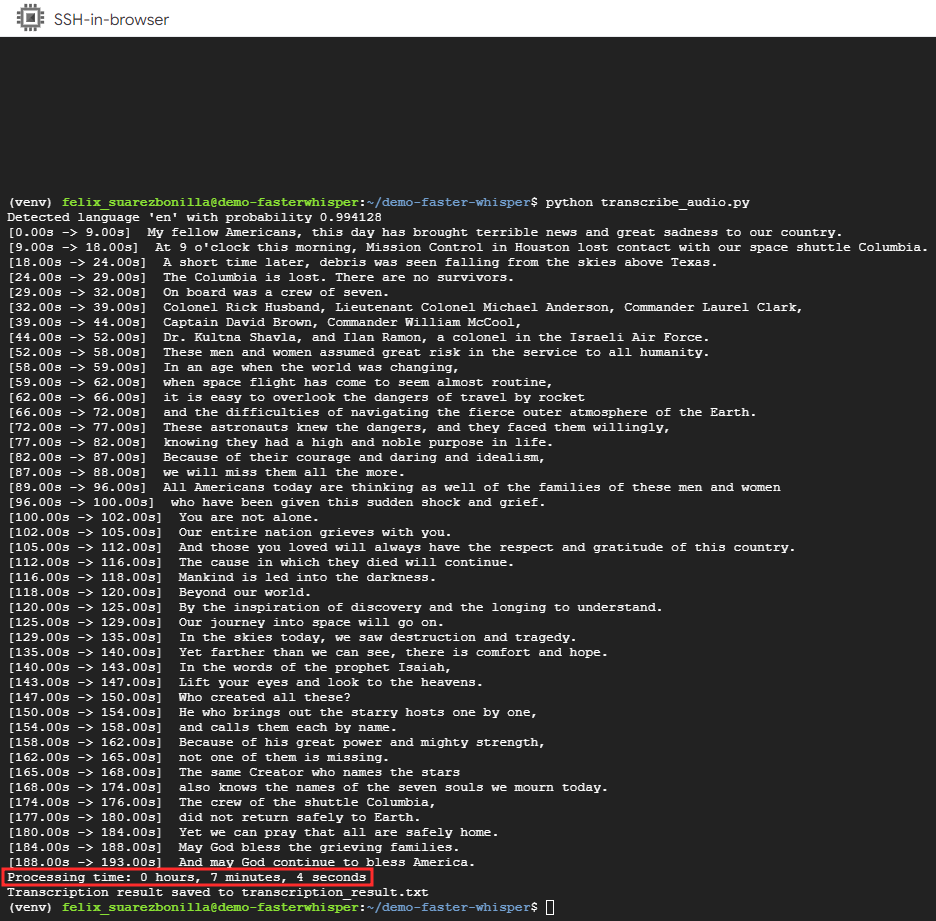 SSH-in-browser
(venv) felix_suarezbonilla@demo-fasterwhisper:~/demo-faster-whisper$ python transcribe_audio.py
Detected language 'en' with probability 0.994128
[0.00s -> 9.00s]  My fellow Americans, this day has brought terrible news and great sadness to our country.
[9.00s -> 18.00s]  At 9 o'clock this morning, Mission Control in Houston lost contact with our space shuttle Columbia.
[18.00s -> 24.00s]  A short time later, debris was seen falling from the skies above Texas.
[24.00s -> 29.00s]  The Columbia is lost. There are no survivors.
[29.00s -> 32.00s]  On board was a crew of seven.
[32.00s -> 39.00s]  Colonel Rick Husband, Lieutenant Colonel Michael Anderson, Commander Laurel Clark,
[39.00s -> 44.00s]  Captain David Brown, Commander William McCool,
[44.00s -> 52.00s]  Dr. Kultna Shavla, and Ilan Ramon, a colonel in the Israeli Air Force.
[52.00s -> 58.00s]  These men and women assumed great risk in the service to all humanity.
[58.00s -> 59.00s]  In an age when the world was changing,
[59.00s -> 62.00s]  when space flight has come to seem almost routine,
[62.00s -> 66.00s]  it is easy to overlook the dangers of travel by rocket
[66.00s -> 72.00s]  and the difficulties of navigating the fierce outer atmosphere of the Earth.
[72.00s -> 77.00s]  These astronauts knew the dangers, and they faced them willingly,
[77.00s -> 82.00s]  knowing they had a high and noble purpose in life.
[82.00s -> 87.00s]  Because of their courage and daring and idealism,
[87.00s -> 88.00s]  we will miss them all the more.
[89.00s -> 96.00s]  All Americans today are thinking as well of the families of these men and women
[96.00s -> 100.00s]  who have been given this sudden shock and grief.
[100.00s -> 102.00s]  You are not alone.
[102.00s -> 105.00s]  Our entire nation grieves with you.
[105.00s -> 112.00s]  And those you loved will always have the respect and gratitude of this country.
[112.00s -> 116.00s]  The cause in which they died will continue.
[116.00s -> 118.00s]  Mankind is led into the darkness.
[118.00s -> 120.00s]  Beyond our world.
[120.00s -> 125.00s]  By the inspiration of discovery and the longing to understand.
[125.00s -> 129.00s]  Our journey into space will go on.
[129.00s -> 135.00s]  In the skies today, we saw destruction and tragedy.
[135.00s -> 140.00s]  Yet farther than we can see, there is comfort and hope.
[140.00s -> 143.00s]  In the words of the prophet Isaiah,
[143.00s -> 147.00s]  Lift your eyes and look to the heavens.
[147.00s -> 150.00s]  Who created all these?
[150.00s -> 154.00s]  He who brings out the starry hosts one by one,
[154.00s -> 158.00s]  and calls them each by name.
[158.00s -> 162.00s]  Because of his great power and mighty strength,
[162.00s -> 165.00s]  not one of them is missing.
[165.00s -> 168.00s]  The same Creator who names the stars
[168.00s -> 174.00s]  also knows the names of the seven souls we mourn today.
[174.00s -> 176.00s]  The crew of the shuttle Columbia,
[177.00s -> 180.00s]  did not return safely to Earth.
[180.00s -> 184.00s]  Yet we can pray that all are safely home.
[184.00s -> 188.00s]  May God bless the grieving families.
[188.00s -> 193.00s]  And may God continue to bless America.
Processing time: 0 hours, 7 minutes, 4 seconds
Transcription result saved to transcription_result.txt
(venv) felix_suarezbonilla@demo-fasterwhisper:~/demo-faster-whisper$